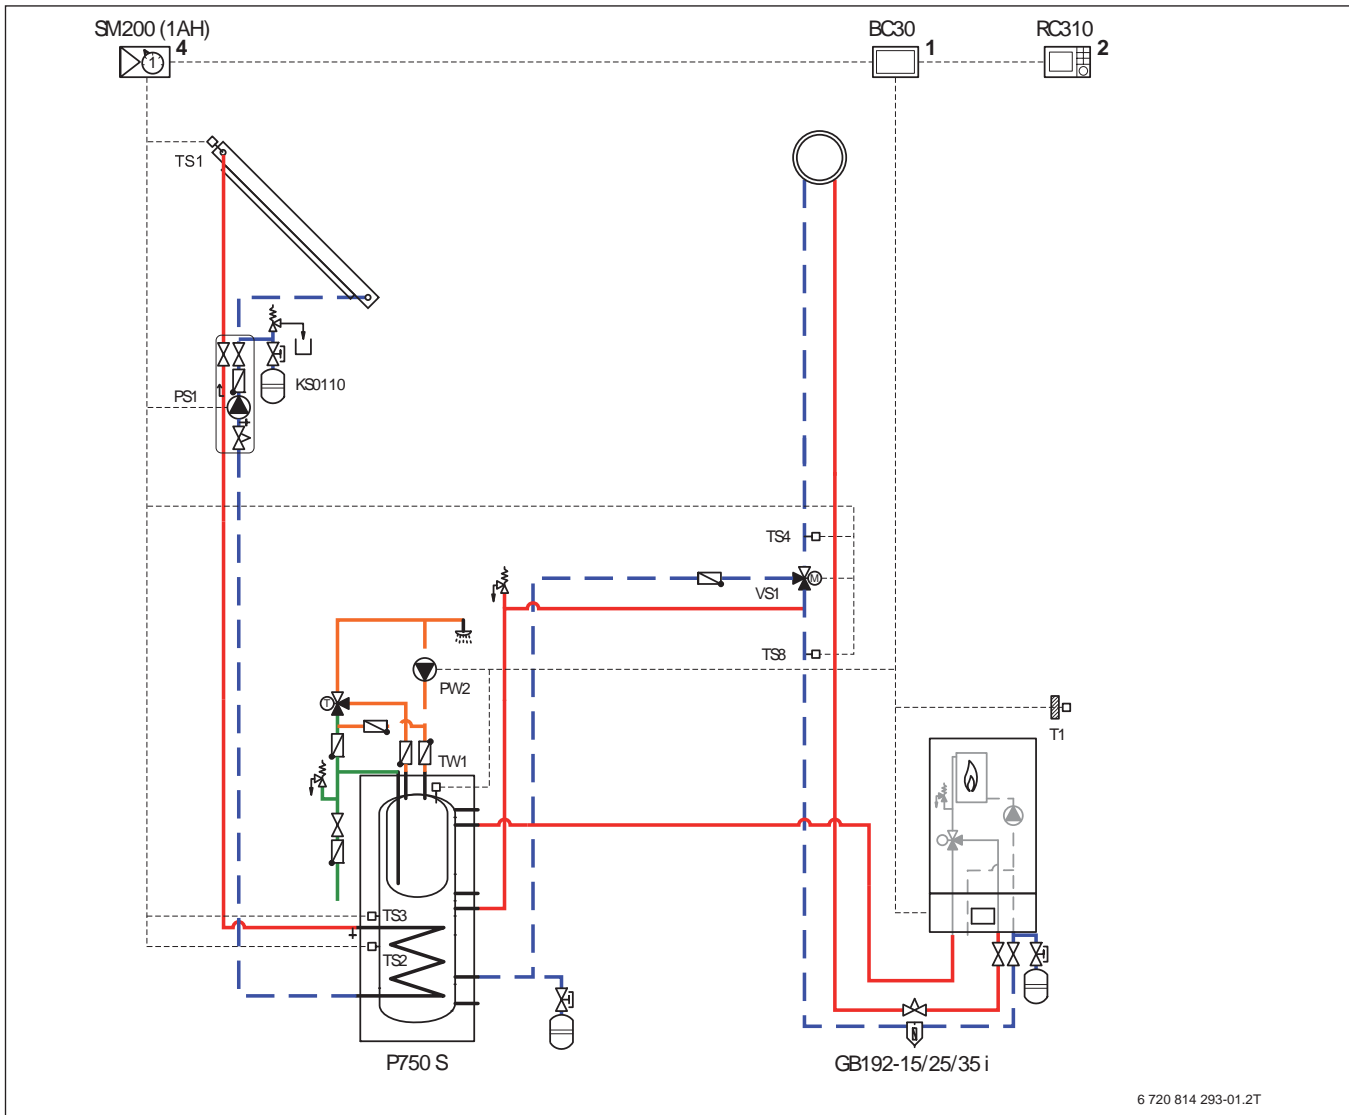 SM200 (1AH)
4
BC30
1
RC310
2
1
TS1
KS0110
PS1
TS4
M
VS1
TS8
PW2
T
T1
TW1
TS3
TS2
P750 S
GB192-15/25/35 i
6 720 814 293-01.2T